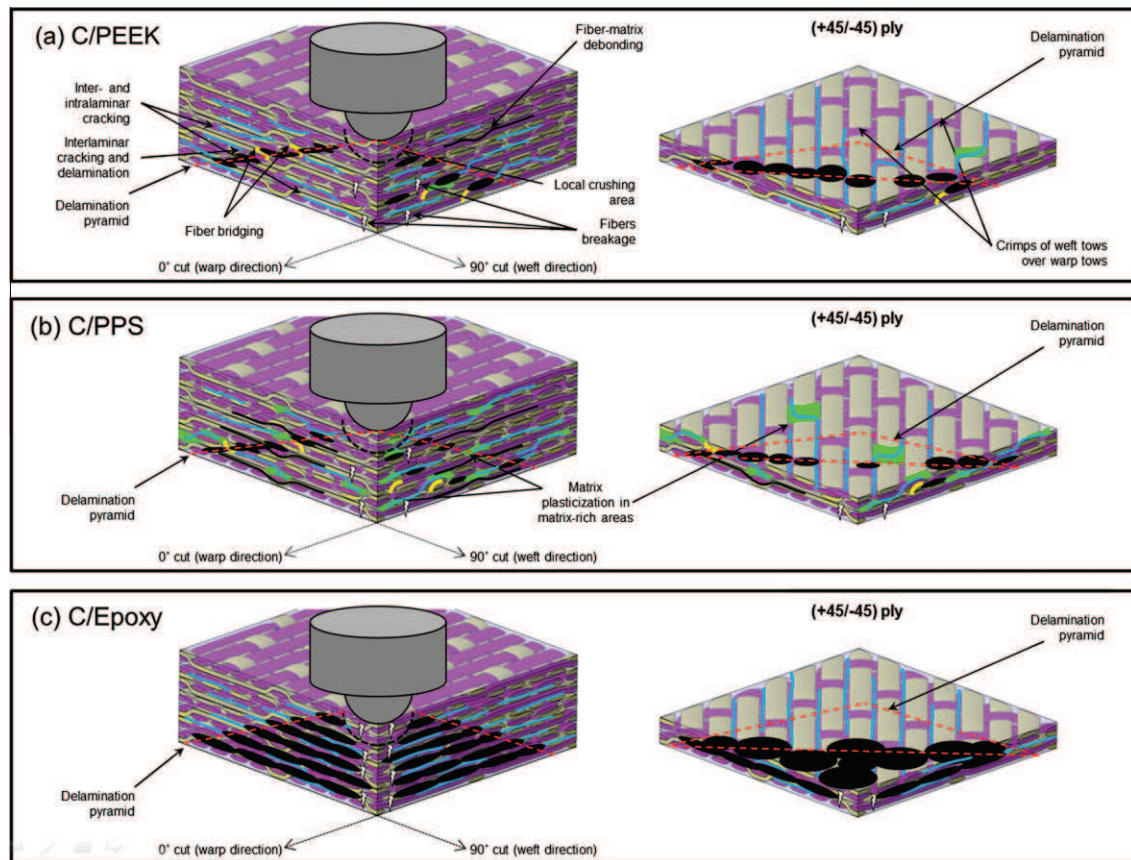 (a) C/PEEK
Fiber-matrix
debonding
(+45/-45) ply
Delamination
pyramid
Inter- and
intralaminar
cracking
Interlaminar
cracking and
delamination
Delamination
pyramid
Fiber bridging
Local crushing
area
Fibers
breakage
Crimps of weft tows
over warp tows
0° cut (warp direction)
90° cut (weft direction)
(b) C/PPS
(+45/-45) ply
Delamination
pyramid
Delamination
pyramid
Matrix
plasticization in
matrix-rich areas
0° cut (warp direction)
90° cut (weft direction)
(c) C/Epoxy
(+45/-45) ply
Delamination
pyramid
Delamination
pyramid
0° cut (warp direction)
90° cut (weft direction)